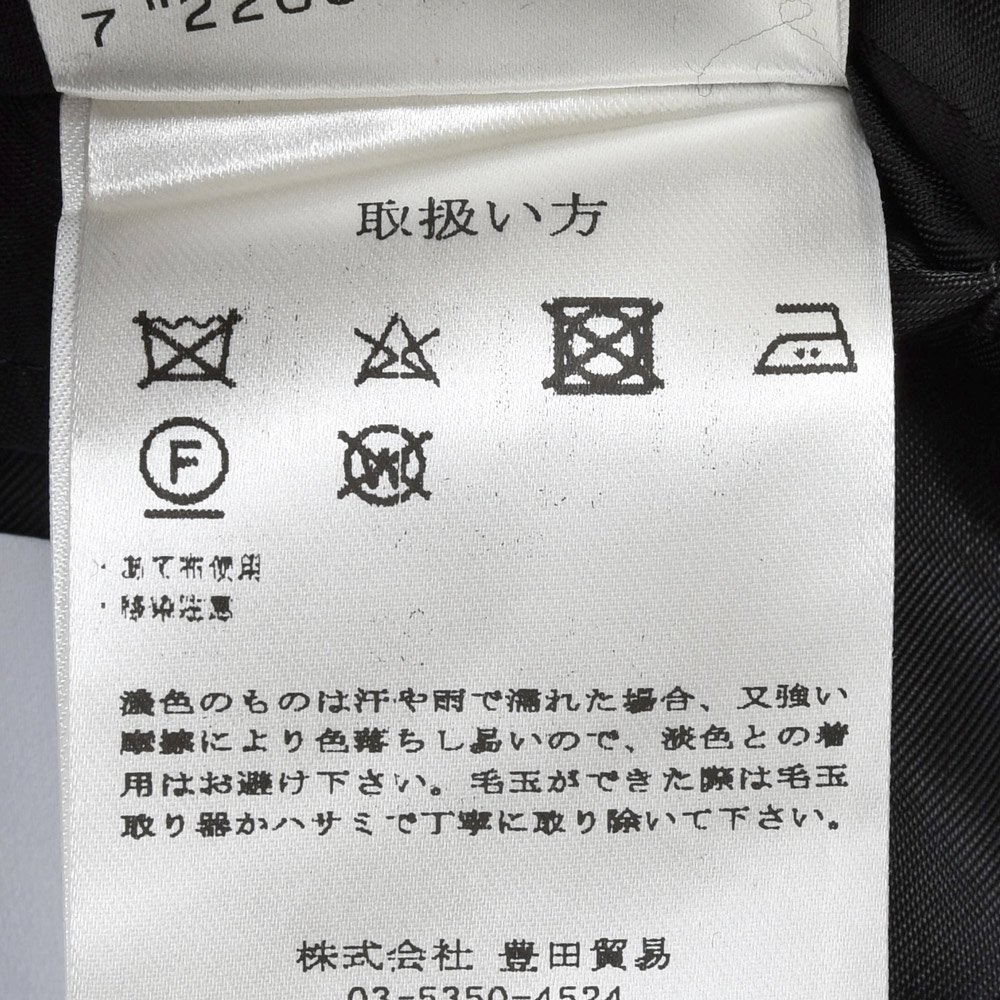 取扱い方
F
W
・あて布使用
・移染注意
濃色のものは汗や雨で濡れた場合、又強い
摩擦により色落ちし易いので、淡色との着
用はお避け下さい。毛玉ができた際は毛玉
取り器かハサミで丁寧に取り除いて下さい。
株式会社 豊田貿易
03-5350-4524